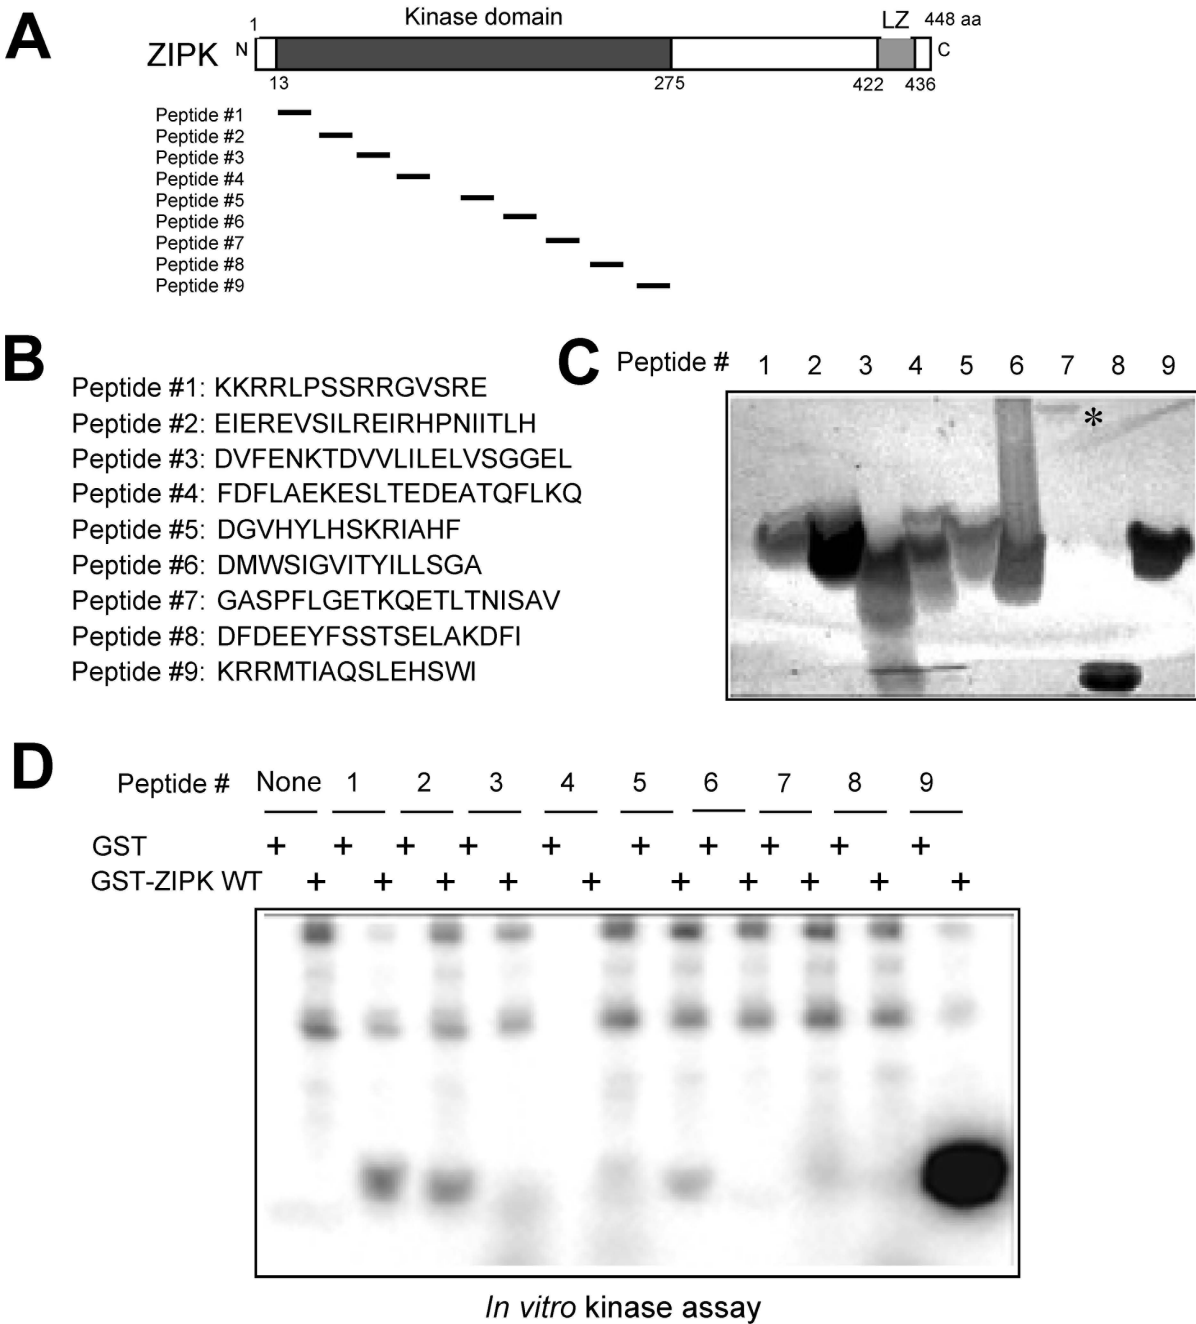 A
1
Kinase domain
LZ
448 aa
ZIPK
N
C
13
275
422
436
Peptide #1
Peptide #2
Peptide #3
Peptide #4
Peptide #5
Peptide #6
Peptide #7
Peptide #8
Peptide #9
B
Peptide #1: KKRRLPSSRRGVSRE
Peptide #2: EIEREVSILREIRHPNIITLH
Peptide #3: DVFENKTDVVLILELVSGGEL
Peptide #4: FDFLAEKESLTEDEATQFLKQ
Peptide #5: DGVHYLHSKRIAHF
Peptide #6: DMWSIGVITYILLSGA
Peptide #7: GASPFLGETKQETLTNISAV
Peptide #8: DFDEEYFSSTSELAKDFI
Peptide #9: KRRMTIAQSLEHSWI
C
Peptide # 1 2 3 4 5 6 7 8 9
*
D
Peptide # None 1 2 3 4 5 6 7 8 9
GST + + + + + + + + + +
GST-ZIPK WT + + + + + + + + + +
In vitro kinase assay